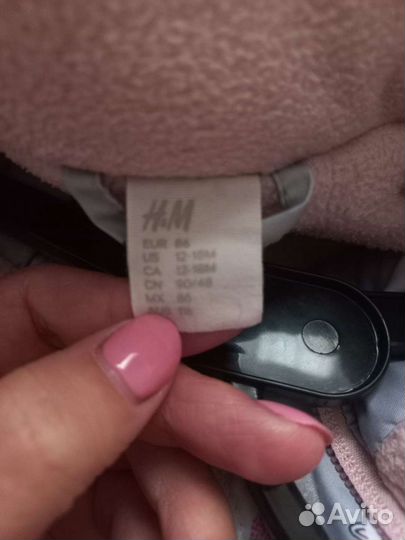 H&M
EUR 86
US 12-18M
CA 12-18M
CN 90/48
MX 86
Avito